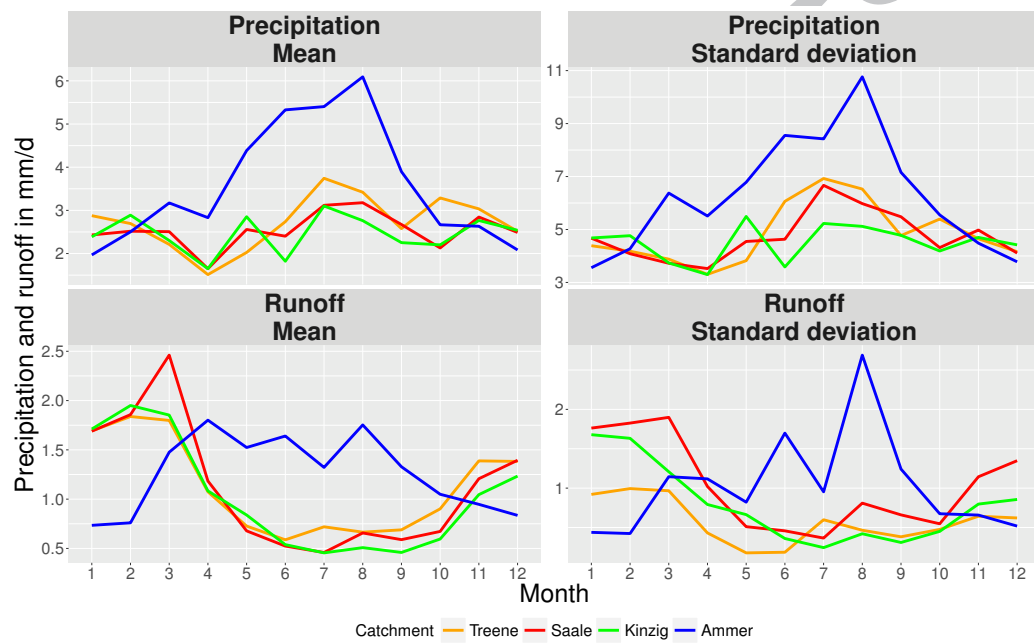 Precipitation
Mean
Precipitation
Standard deviation
6
5
4
3
2
11
9
7
5
3
Runoff
Mean
Runoff
Standard deviation
2.5
2.0
1.5
1.0
0.5
2
1
1 2 3 4 5 6 7 8 9 10 11 12
1 2 3 4 5 6 7 8 9 10 11 12
Precipitation and runoff in mm/d
Month
Catchment Treene Saale Kinzig Ammer